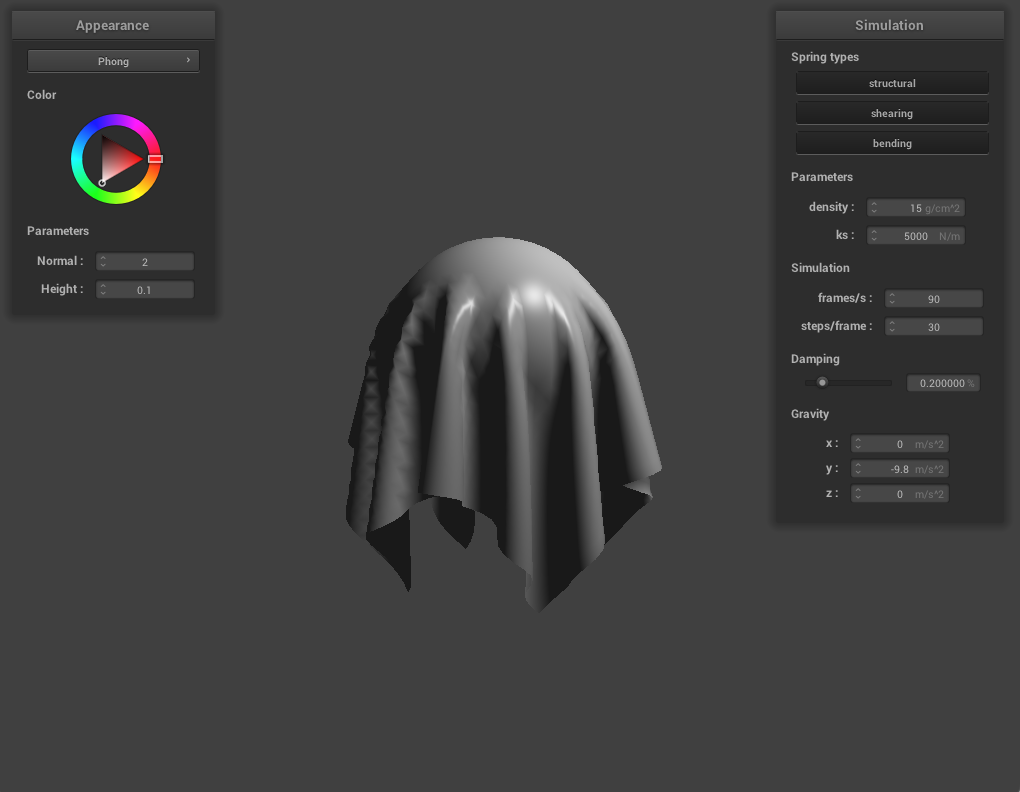 Appearance
Phong ›
Color
Parameters
Normal : 2
Height : 0.1
Simulation
Spring types
structural
shearing
bending
Parameters
density : 15 g/cm^2
ks : 5000 N/m
Simulation
frames/s : 90
steps/frame : 30
Damping
0.200000 %
Gravity
x : 0 m/s^2
y : -9.8 m/s^2
z : 0 m/s^2